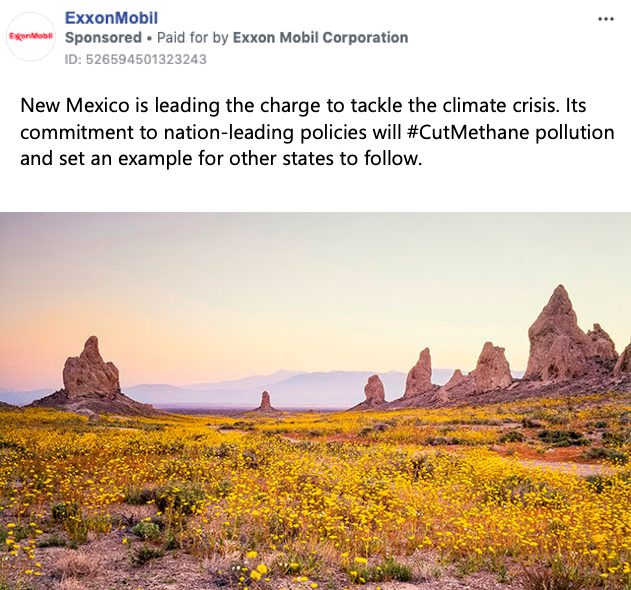 ExxonMobil
ExxonMobil
Sponsored • Paid for by Exxon Mobil Corporation
ID: 526594501323243
New Mexico is leading the charge to tackle the climate crisis. Its
commitment to nation-leading policies will #CutMethane pollution
and set an example for other states to follow.